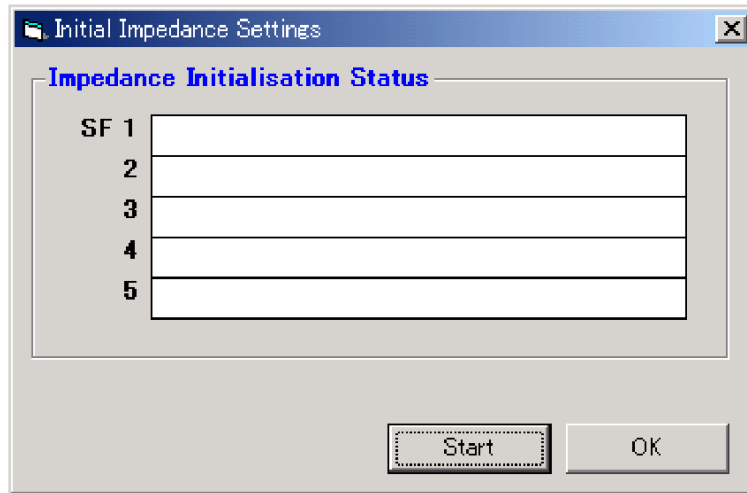 Initial Impedance Settings
Impedance Initialisation Status
SF 1
2
3
4
5
Start OK